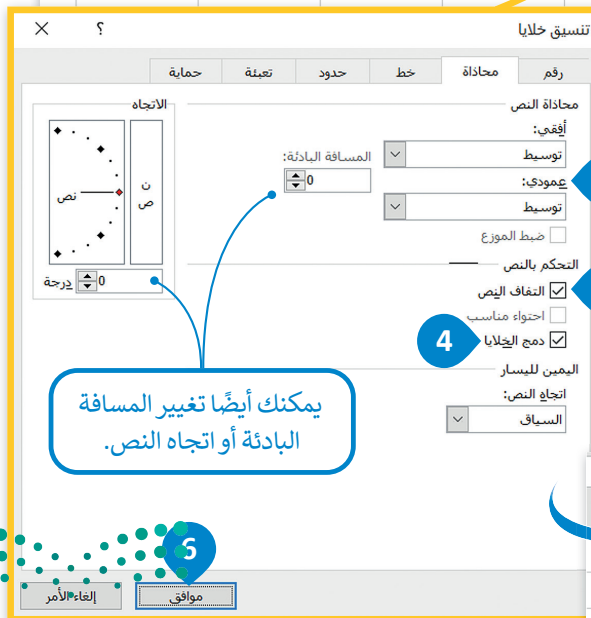 تنسيق خلايا
؟
رقم محاذاة خط حدود تعبئة حماية
محاذاة النص
أفقي:
توسيط
المسافة البادئة:
0
عمودي:
توسيط
ضبط الموزع
التحكم بالنص
التفاف النص
احتواء مناسب
دمج الخلايا
4
اليمين لليسار
اتجاه النص:
السياق
الاتجاه
ن
ص
نص
0 درجة
يمكنك أيضًا تغيير المسافة
البادئة أو اتجاه النص.
6
موافق
إلغاء الأمر